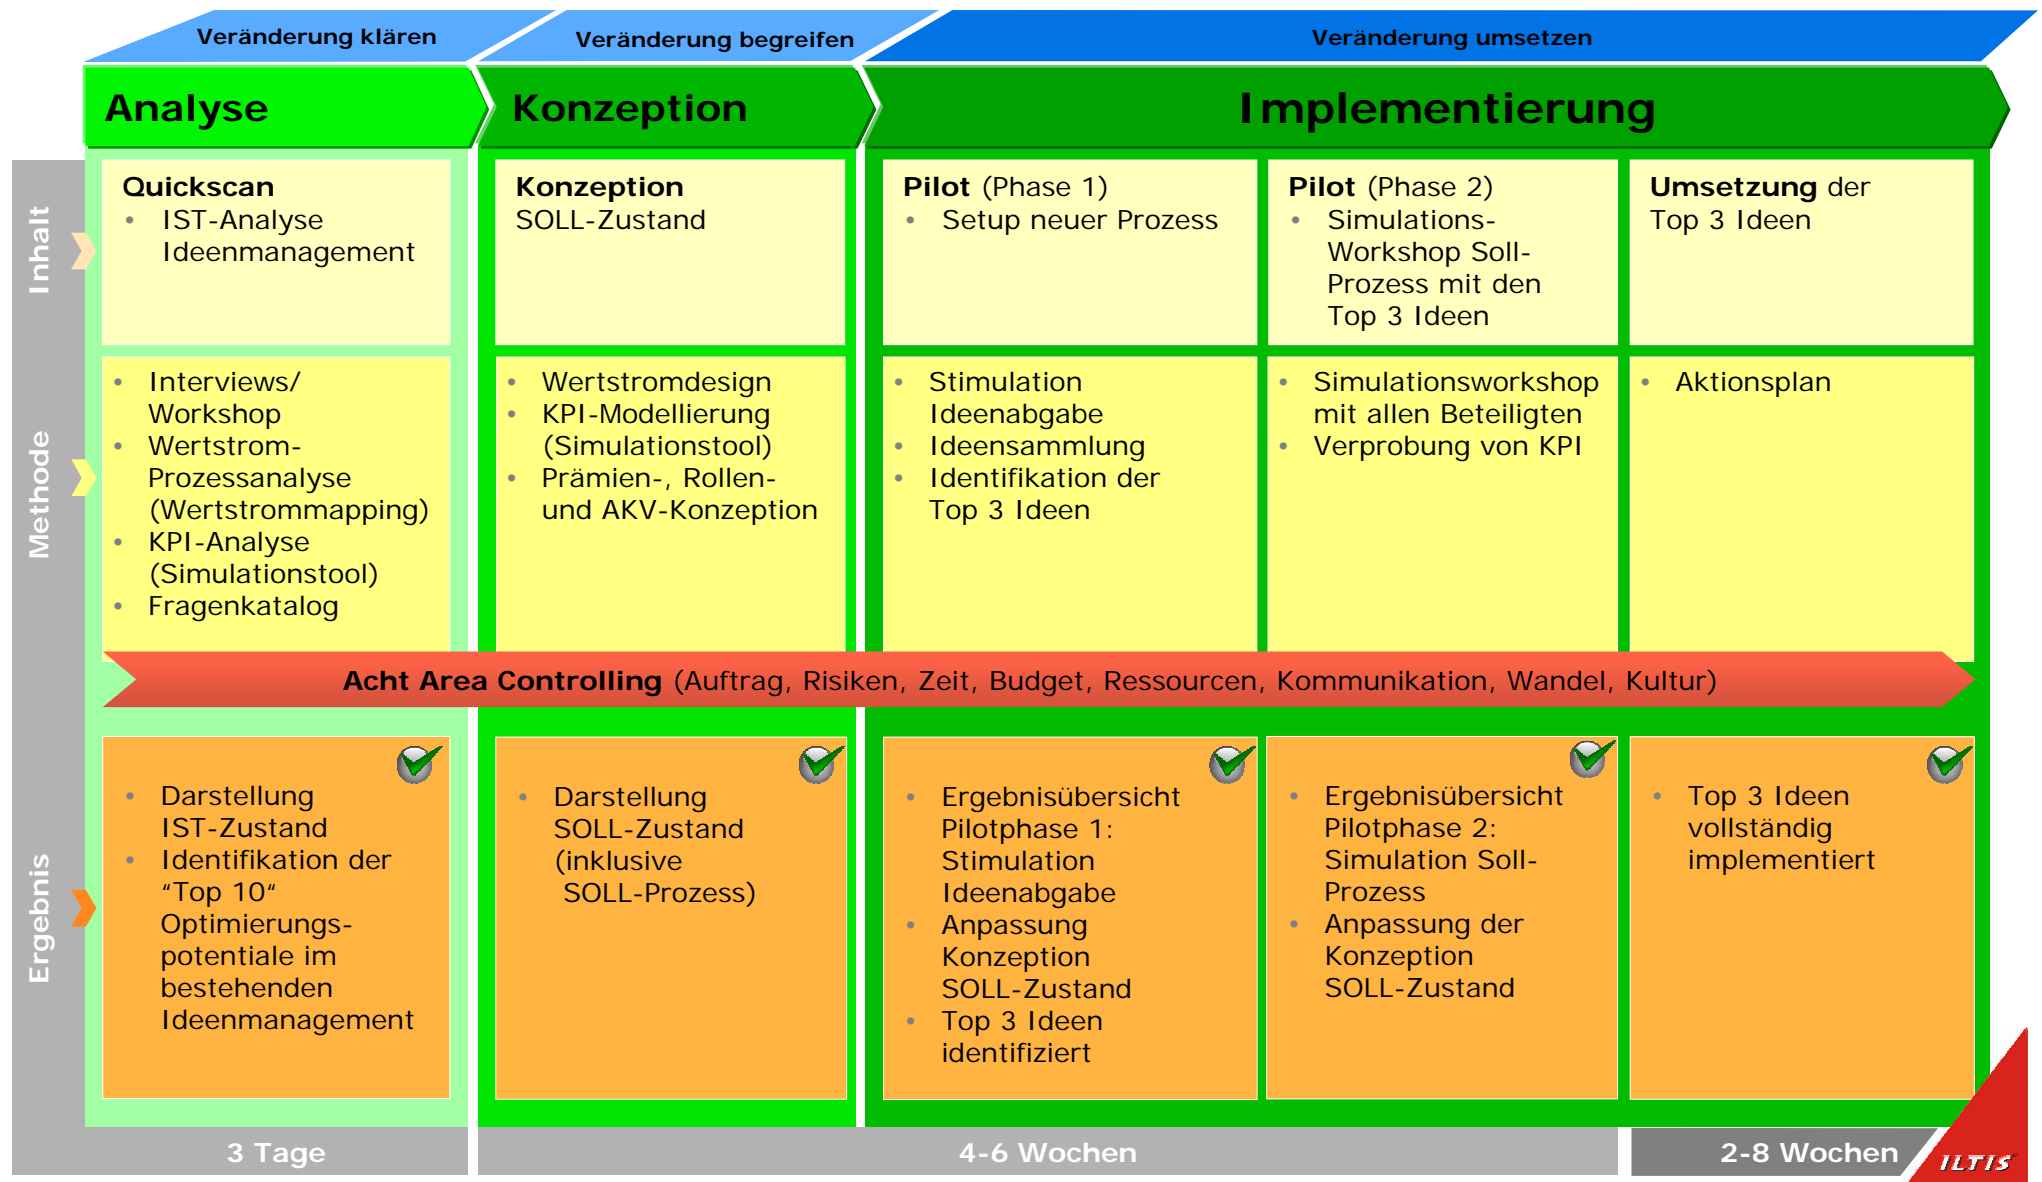 Veränderung klären
Veränderung begreifen
Veränderung umsetzen
Analyse
Konzeption
Implementierung
Inhalt
Quickscan
• IST-Analyse
Ideenmanagement
Konzeption
SOLL-Zustand
Pilot (Phase 1)
• Setup neuer Prozess
Pilot (Phase 2)
• Simulations-
Workshop Soll-
Prozess mit den
Top 3 Ideen
Umsetzung der
Top 3 Ideen
Methode
• Interviews/
Workshop
• Wertstrom-
Prozessanalyse
(Wertstrommapping)
• KPI-Analyse
(Simulationstool)
• Fragenkatalog
• Wertstromdesign
• KPI-Modellierung
(Simulationstool)
• Prämien-, Rollen-
und AKV-Konzeption
• Stimulation
Ideenabgabe
• Ideensammlung
• Identifikation der
Top 3 Ideen
• Simulationsworkshop
mit allen Beteiligten
• Verprobung von KPI
• Aktionsplan
Acht Area Controlling (Auftrag, Risiken, Zeit, Budget, Ressourcen, Kommunikation, Wandel, Kultur)
Ergebnis
• Darstellung
IST-Zustand
• Identifikation der
“Top 10“
Optimierungs-
potentiale im
bestehenden
Ideenmanagement
• Darstellung
SOLL-Zustand
(inklusive
SOLL-Prozess)
• Ergebnisübersicht
Pilotphase 1:
Stimulation
Ideenabgabe
• Anpassung
Konzeption
SOLL-Zustand
• Top 3 Ideen
identifiziert
• Ergebnisübersicht
Pilotphase 2:
Simulation Soll-
Prozess
• Anpassung der
Konzeption
SOLL-Zustand
• Top 3 Ideen
vollständig
implementiert
3 Tage
4-6 Wochen
2-8 Wochen
ILTIS